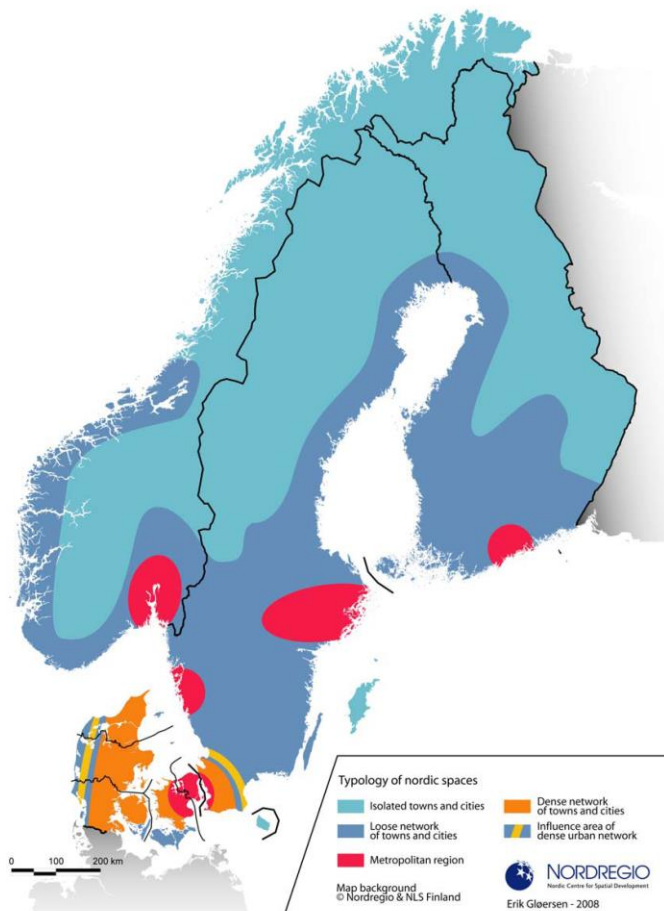 Typology of nordic spaces
Isolated towns and cities
Loose network
of towns and cities
Metropolitan region
Dense network
of towns and cities
Influence area of
dense urban network
Map background
© Nordregio & NLS Finland
NORDREGIO
Nordic Centre for Spatial Development
Erik Gløersen - 2008
0 100 200 km